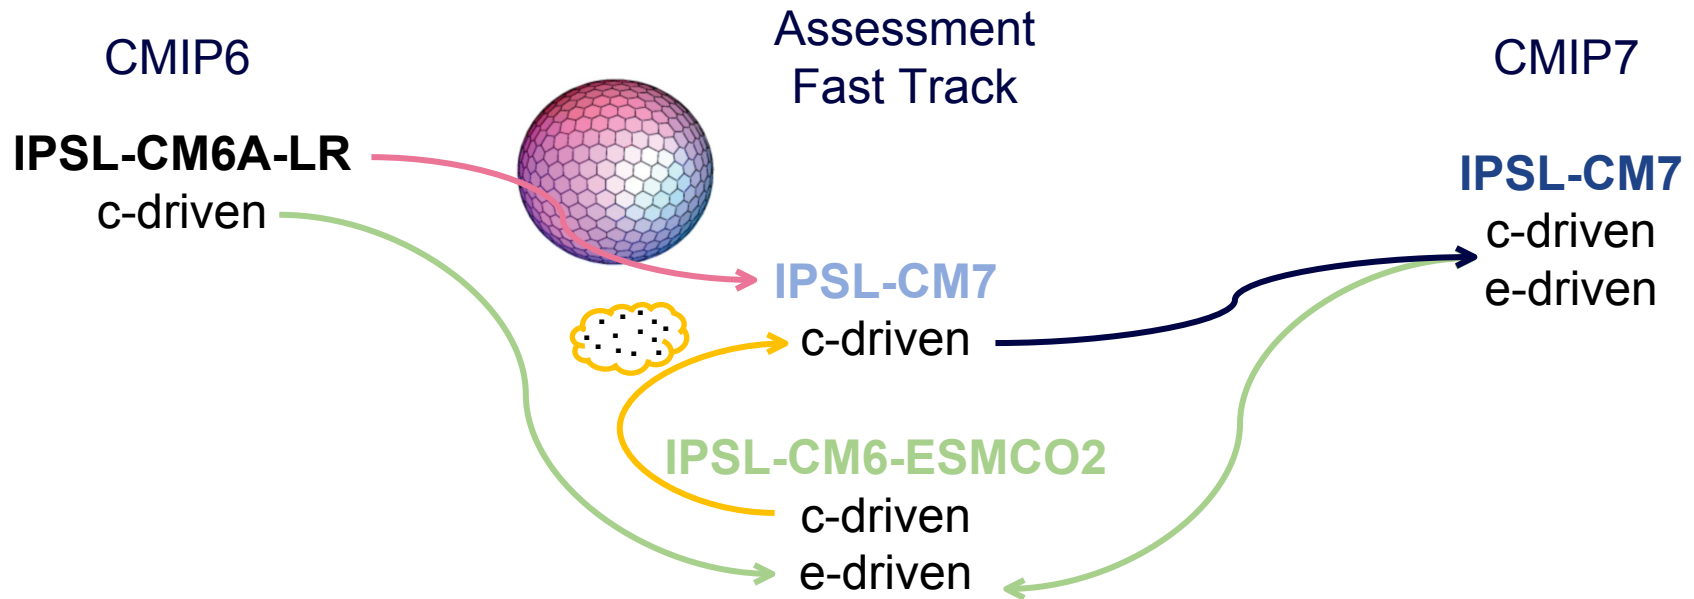 CMIP6
IPSL-CM6A-LR
c-driven
Assessment
Fast Track
IPSL-CM7
c-driven
IPSL-CM6-ESMCO2
c-driven
e-driven
CMIP7
IPSL-CM7
c-driven
e-driven